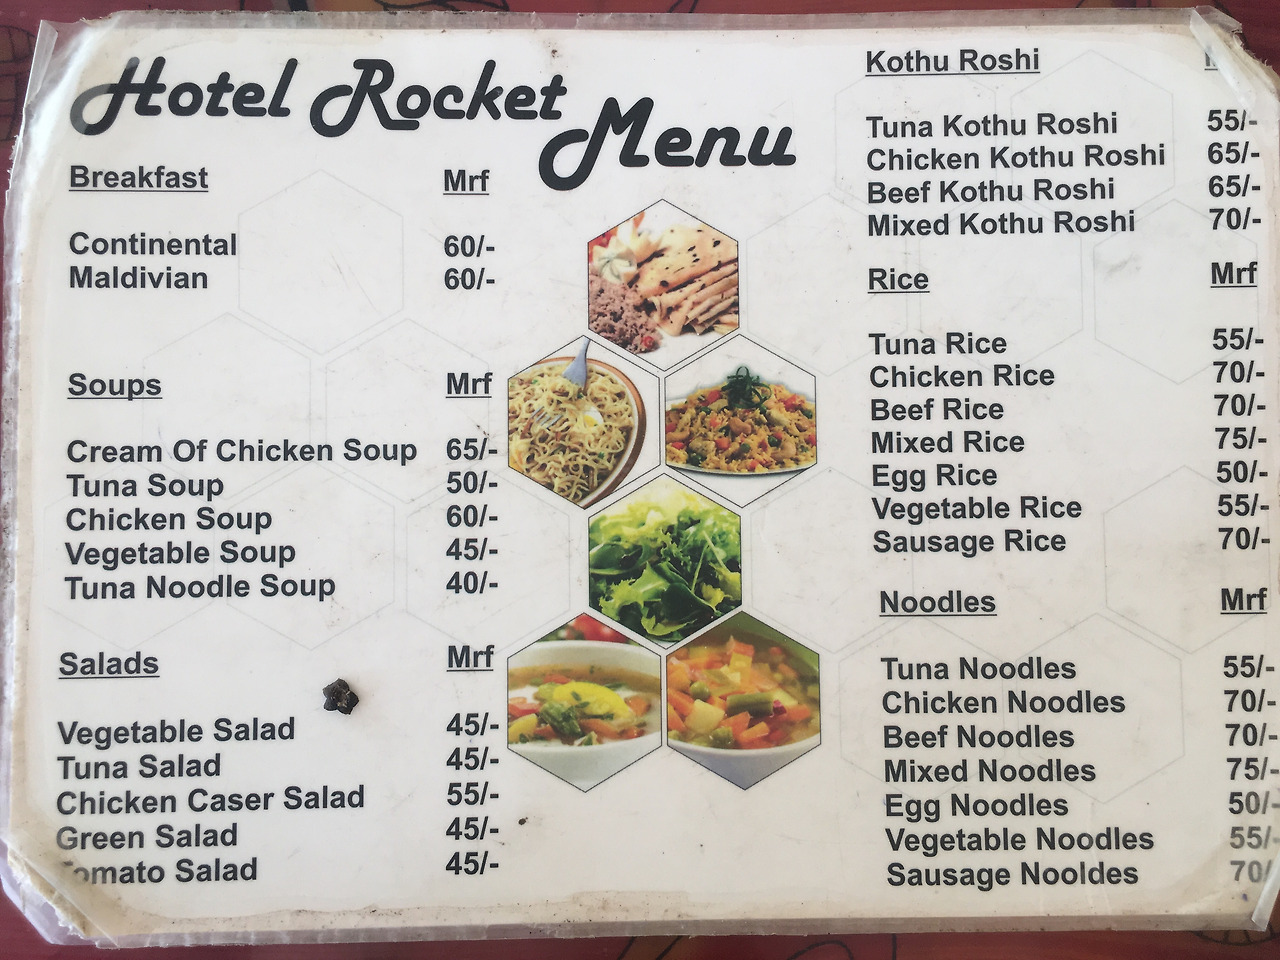 Hotel Rocket
Menu
Breakfast Mrf
Continental 60/-
Maldivian 60/-
Soups Mrf
Cream Of Chicken Soup 65/-
Tuna Soup 50/-
Chicken Soup 60/-
Vegetable Soup 45/-
Tuna Noodle Soup 40/-
Salads Mrf
Vegetable Salad 45/-
Tuna Salad 45/-
Chicken Caser Salad 55/-
Green Salad 45/-
Tomato Salad 45/-
Kothu Roshi
Tuna Kothu Roshi 55/-
Chicken Kothu Roshi 65/-
Beef Kothu Roshi 65/-
Mixed Kothu Roshi 70/-
Rice Mrf
Tuna Rice 55/-
Chicken Rice 70/-
Beef Rice 70/-
Mixed Rice 75/-
Egg Rice 50/-
Vegetable Rice 55/-
Sausage Rice 70/-
Noodles Mrf
Tuna Noodles 55/-
Chicken Noodles 70/-
Beef Noodles 70/-
Mixed Noodles 75/-
Egg Noodles 50/-
Vegetable Noodles 55/-
Sausage Nooldes 70/